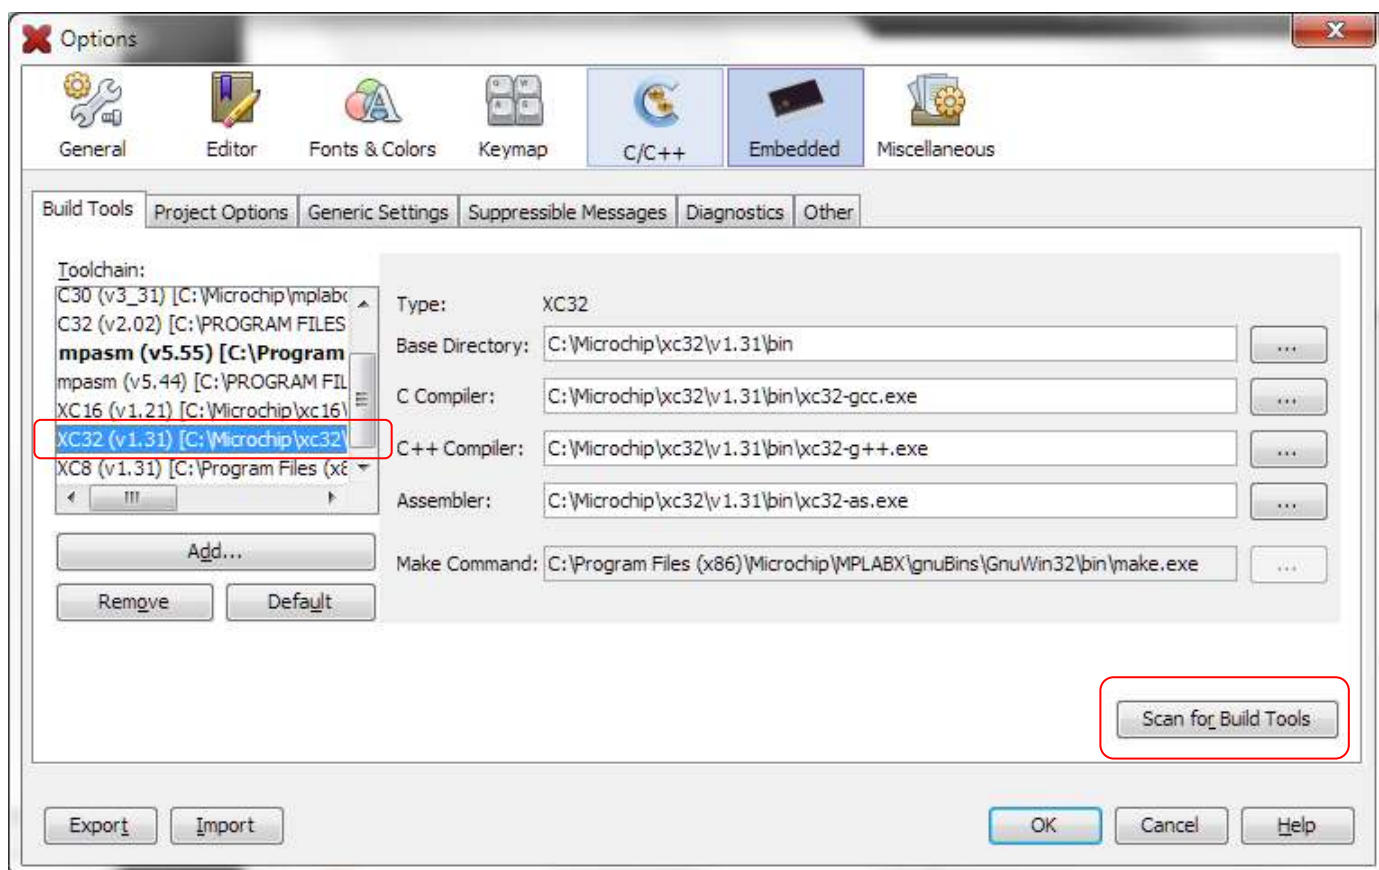 Options
General
Editor
Fonts & Colors
Keymap
C/C++
Embedded
Miscellaneous
Build Tools
Project Options
Generic Settings
Suppressible Messages
Diagnostics
Other
Toolchain:
C30 (v3_31) [C:\Microchip\mplabc
C32 (v2.02) [C:\PROGRAM FILES
mpasm (v5.55) [C:\Program
mpasm (v5.44) [C:\PROGRAM FIL
XC16 (v1.21) [C:\Microchip\xc16\
XC32 (v1.31) [C:\Microchip\xc32\
XC8 (v1.31) [C:\Program Files (x8
Add...
Remove
Default
Type:
XC32
Base Directory:
C:\Microchip\xc32\v1.31\bin
...
C Compiler:
C:\Microchip\xc32\v1.31\bin\xc32-gcc.exe
...
C++ Compiler:
C:\Microchip\xc32\v1.31\bin\xc32-g++.exe
...
Assembler:
C:\Microchip\xc32\v1.31\bin\xc32-as.exe
...
Make Command:
C:\Program Files (x86)\Microchip\MPLABX\gnuBins\GnuWin32\bin\make.exe
...
Scan for Build Tools
Export
Import
OK
Cancel
Help